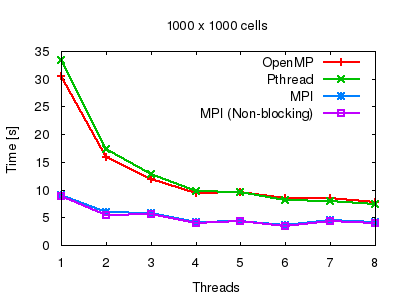 1000 x 1000 cells
OpenMP
Pthread
MPI
MPI (Non-blocking)
Time [s]
35
30
25
20
15
10
5
0
1 2 3 4 5 6 7 8
Threads